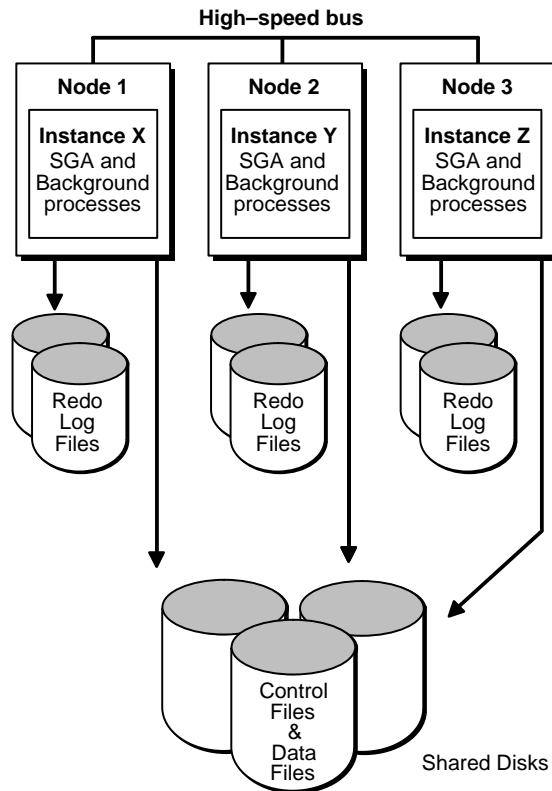 High–speed bus
Node 1
Instance X
SGA and
Background
processes
Node 2
Instance Y
SGA and
Background
processes
Node 3
Instance Z
SGA and
Background
processes
Redo
Log
Files
Redo
Log
Files
Redo
Log
Files
Control
Files
&
Data
Files
Shared Disks